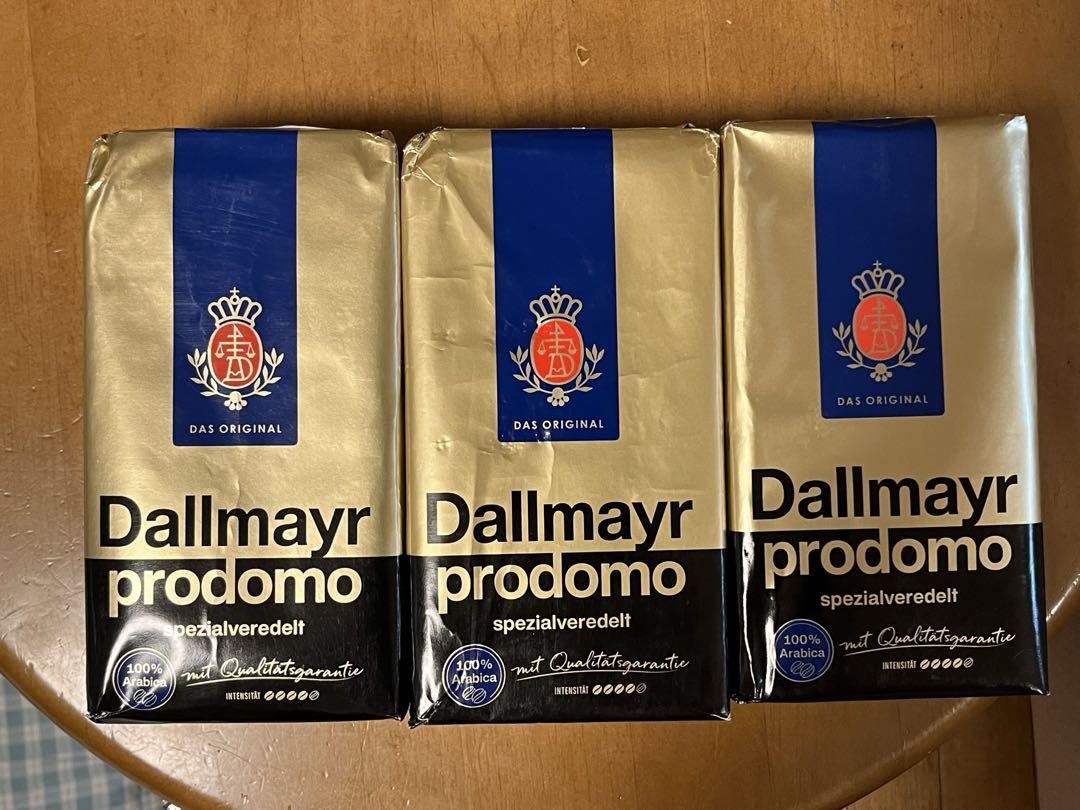 DAS ORIGINAL
Dallmayr
prodomo
spezialveredelt
100%
Arabica
mit Qualitätsgarantie
INTENSITÄT
DAS ORIGINAL
Dallmayr
prodomo
spezialveredelt
100%
Arabica
mit Qualitätsgarantie
INTENSITÄT
DAS ORIGINAL
Dallmayr
prodomo
spezialveredelt
100%
Arabica
mit Qualitätsgarantie
INTENSITÄT